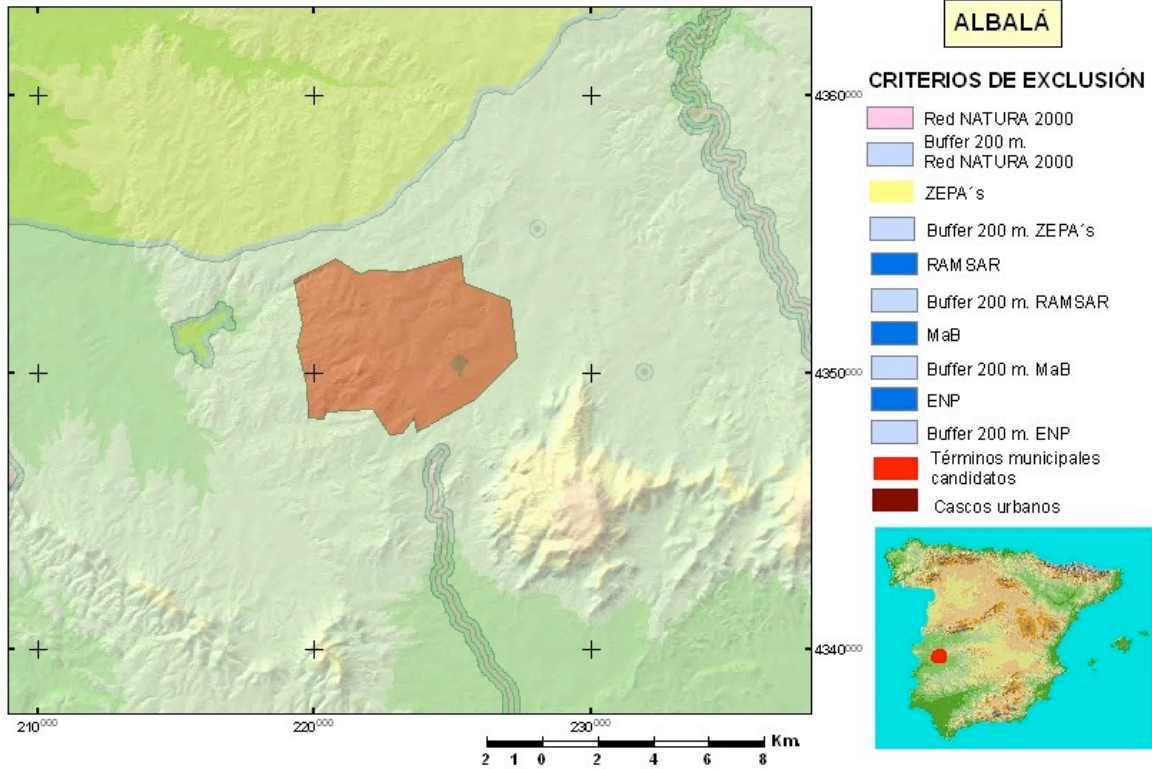 ALBALÁ
CRITERIOS DE EXCLUSIÓN
Red NATURA 2000
Buffer 200 m.
Red NATURA 2000
ZEPA´s
Buffer 200 m. ZEPA´s
RAMSAR
Buffer 200 m. RAMSAR
MaB
Buffer 200 m. MaB
ENP
Buffer 200 m. ENP
Términos municipales
candidatos
Cascos urbanos
4360000
4350000
4340000
210000 220000 230000
2 1 0 2 4 6 8 Km.